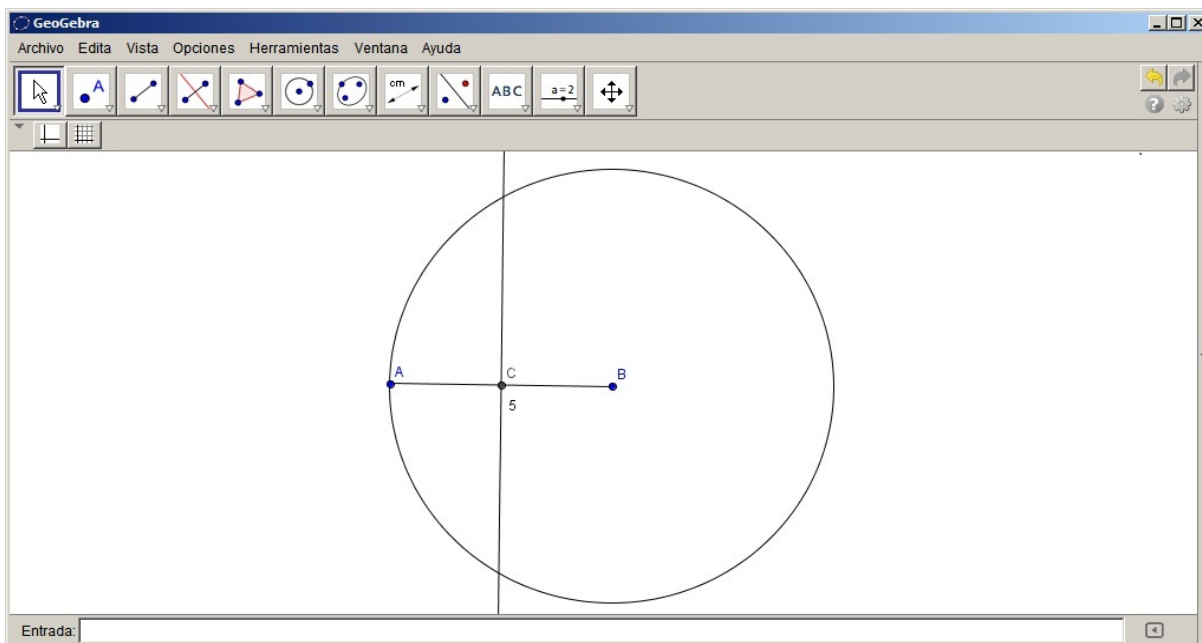 GeoGebra
Archivo Edita Vista Opciones Herramientas Ventana Ayuda
A cm ABC a=2
A C B
5
Entrada: